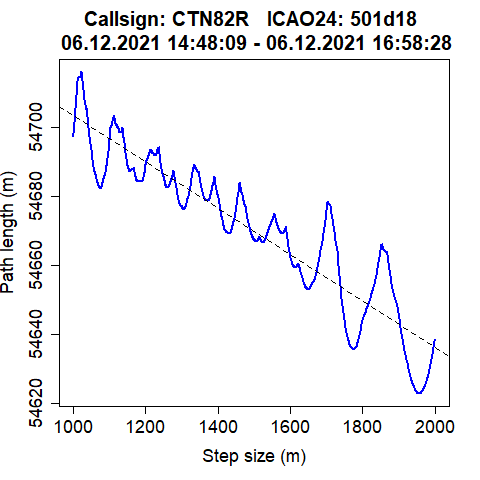 Callsign: CTN82R   ICAO24: 501d18
06.12.2021 14:48:09 - 06.12.2021 16:58:28
Path length (m)
54700
54680
54660
54640
54620
1000 1200 1400 1600 1800 2000
Step size (m)